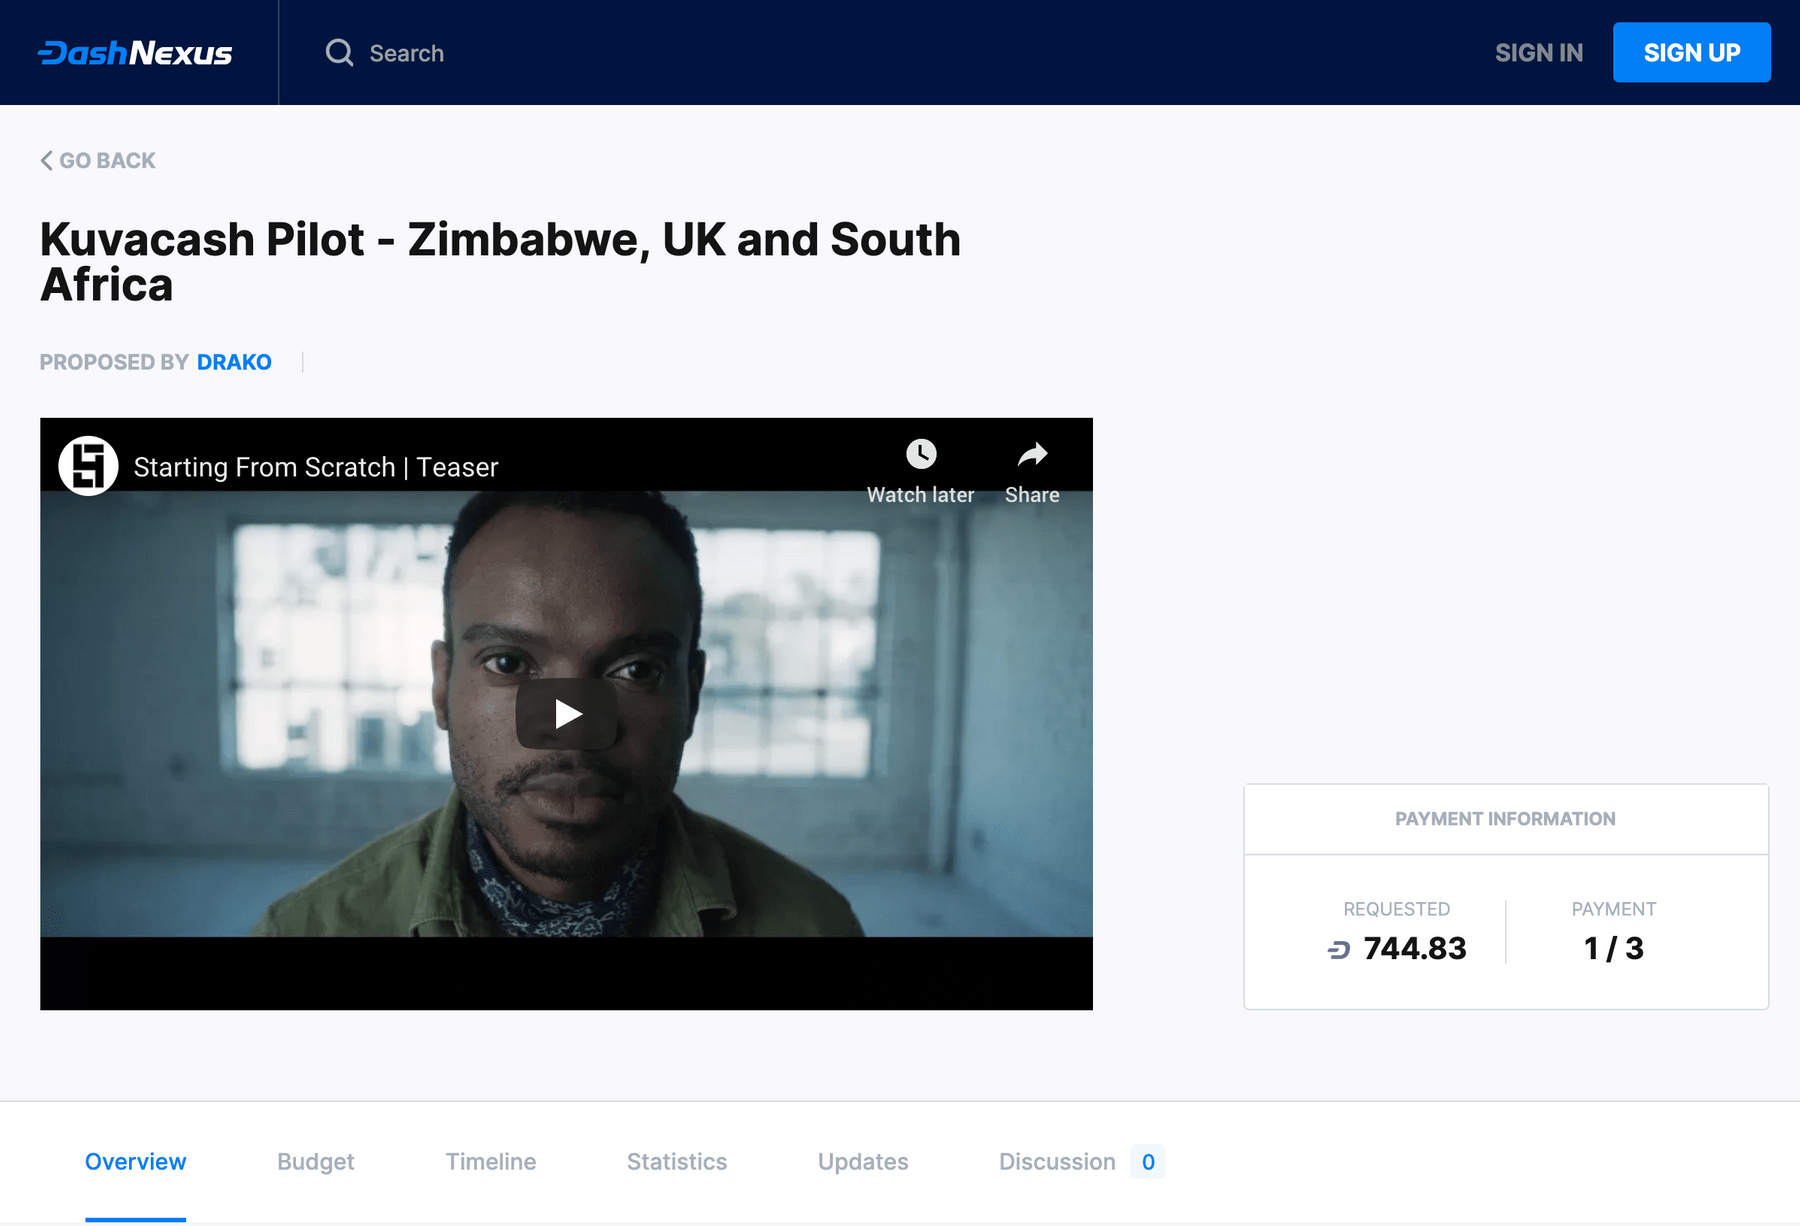 DashNexus
Search
SIGN IN
SIGN UP
GO BACK
Kuvacash Pilot - Zimbabwe, UK and South
Africa
PROPOSED BY DRAKO
Starting From Scratch | Teaser
Watch later
Share
PAYMENT INFORMATION
REQUESTED
744.83
PAYMENT
1 / 3
Overview
Budget
Timeline
Statistics
Updates
Discussion 0